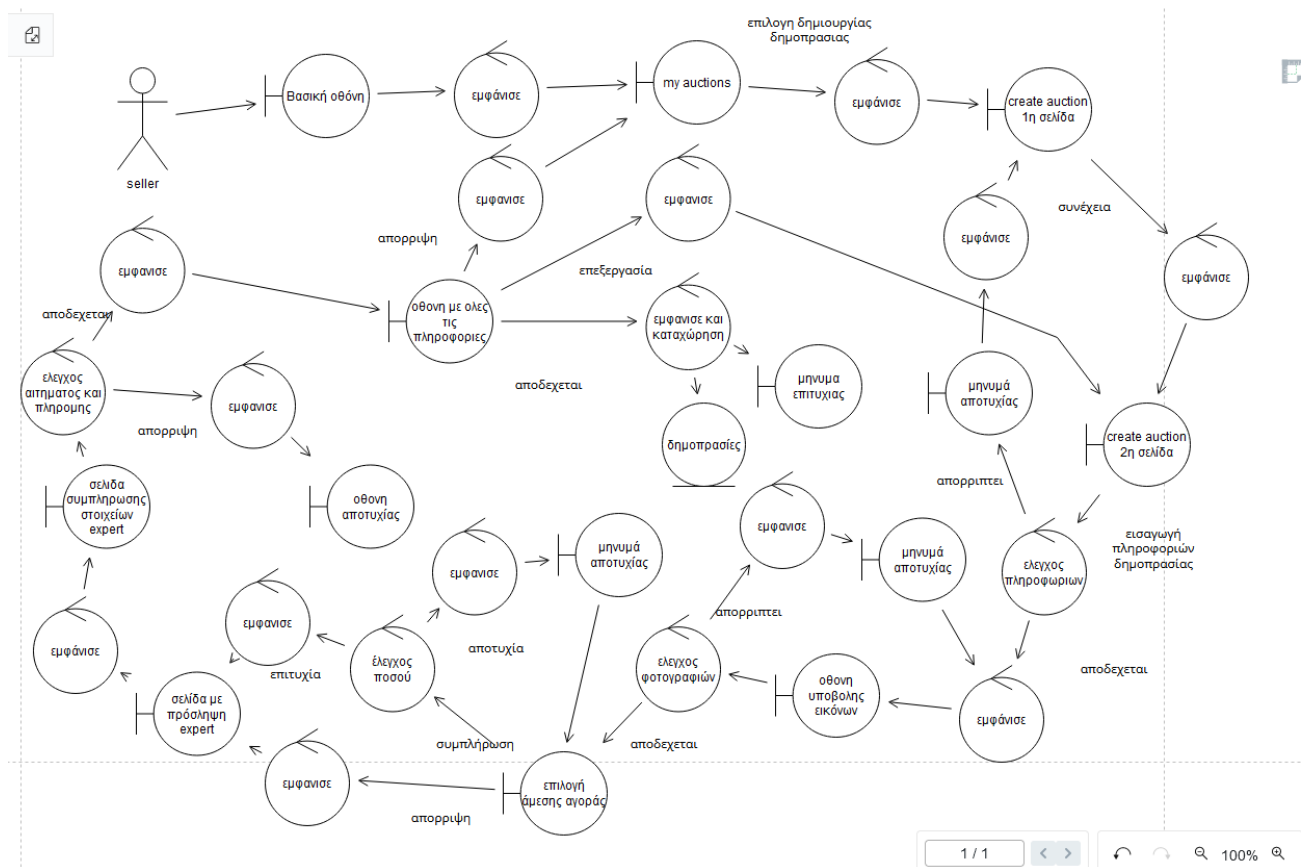 επιλογη δημιουργίας
δημοπρασιας
Βασική οθόνη
εμφάνισε
my auctions
εμφάνισε
create auction
1η σελίδα
seller
εμφανισε
εμφανισε
συνέχεια
απορριψη
εμφάνισε
εμφανισε
επεξεργασία
εμφάνισε
αποδεχεται
οθονη με ολες
τις
πληροφοριες
εμφανισε και
καταχώρηση
ελεγχος
αιτηματος και
πληρομης
εμφανισε
αποδεχεται
μηνυμα
επιτυχιας
μηνυμά
αποτυχίας
απορριψη
δημοπρασίες
create auction
2η σελίδα
σελιδα
συμπληρωσης
στοιχείων
expert
οθονη
αποτυχίας
απορριπτει
εμφανισε
εισαγωγή
πληροφοριών
δημοπρασίας
εμφανισε
μηνυμά
αποτυχίας
μηνυμά
αποτυχίας
ελεγχος
πληροφωριων
απορριπτει
εμφανισε
εμφάνισε
αποτυχία
έλεγχος
ποσού
ελεγχος
φοτογραφιών
αποδεχεται
επιτυχία
οθονη
υποβολης
εικόνων
σελίδα με
πρόσληψη
expert
εμφάνισε
συμπλήρωση
αποδεχεται
εμφανισε
επιλογή
άμεσης αγοράς
απορριψη
1 / 1
100%